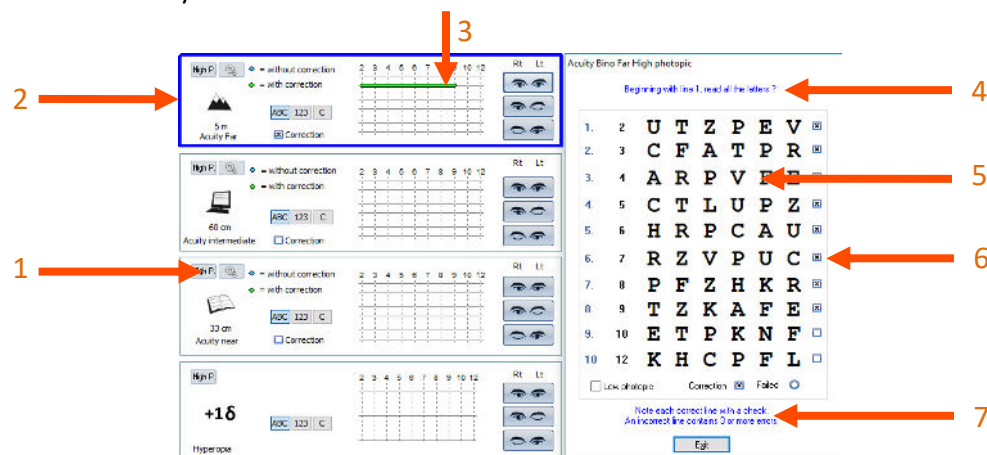 3
High P. = without correction 2 3 4 5 6 7 8 9 10 12 Rt Lt
= with correction
ABC 123 C
5 m
Acuity Far Correction
2
High P. = without correction 2 3 4 5 6 7 8 9 10 12 Rt Lt
= with correction
ABC 123 C
60 cm
Acuity intermediate Correction
1
High P. = without correction 2 3 4 5 6 7 8 9 10 12 Rt Lt
= with correction
ABC 123 C
33 cm
Acuity near Correction
High P. 2 3 4 5 6 7 8 9 10 12 Rt Lt
+1δ
ABC 123 C
Hyperopia
Acuity Bino Far High photopic
Beginning with line 1, read all the letters ?
4
1. 2 U T Z P E V
2. 3 C F A T P R
3. 4 A R P V F E
5
4. 5 C T L U P Z
5. 6 H R P C A U
6. 7 R Z V P U C
6
7. 8 P F Z H K R
8. 9 T Z K A F E
9. 10 E T P K N F
10 12 K H C P F L
Low photopic Correction Failed
Note each correct line with a check.
An incorrect line contains 3 or more errors
7
Exit